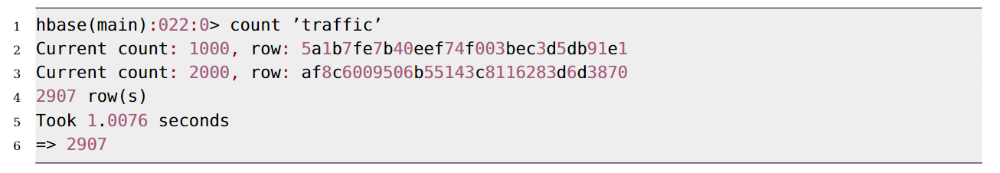 1 hbase(main):022:0> count ’traffic’
2 Current count: 1000, row: 5a1b7fe7b40eef74f003bec3d5db91e1
3 Current count: 2000, row: af8c6009506b55143c8116283d6d3870
4 2907 row(s)
5 Took 1.0076 seconds
6 => 2907